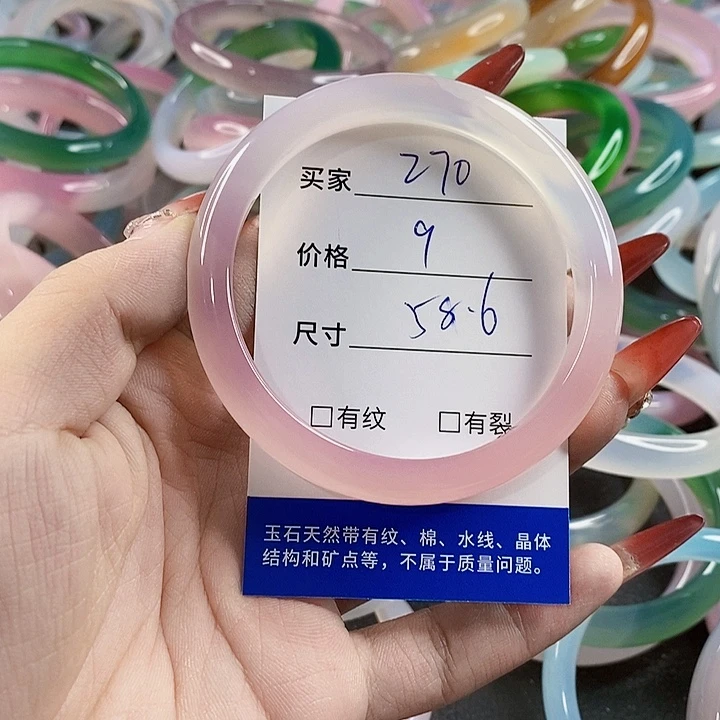 买家 270
价格 9
尺寸 58.6
□有纹 □有裂
玉石天然带有纹、棉、水线、晶体
结构和矿点等，不属于质量问题。